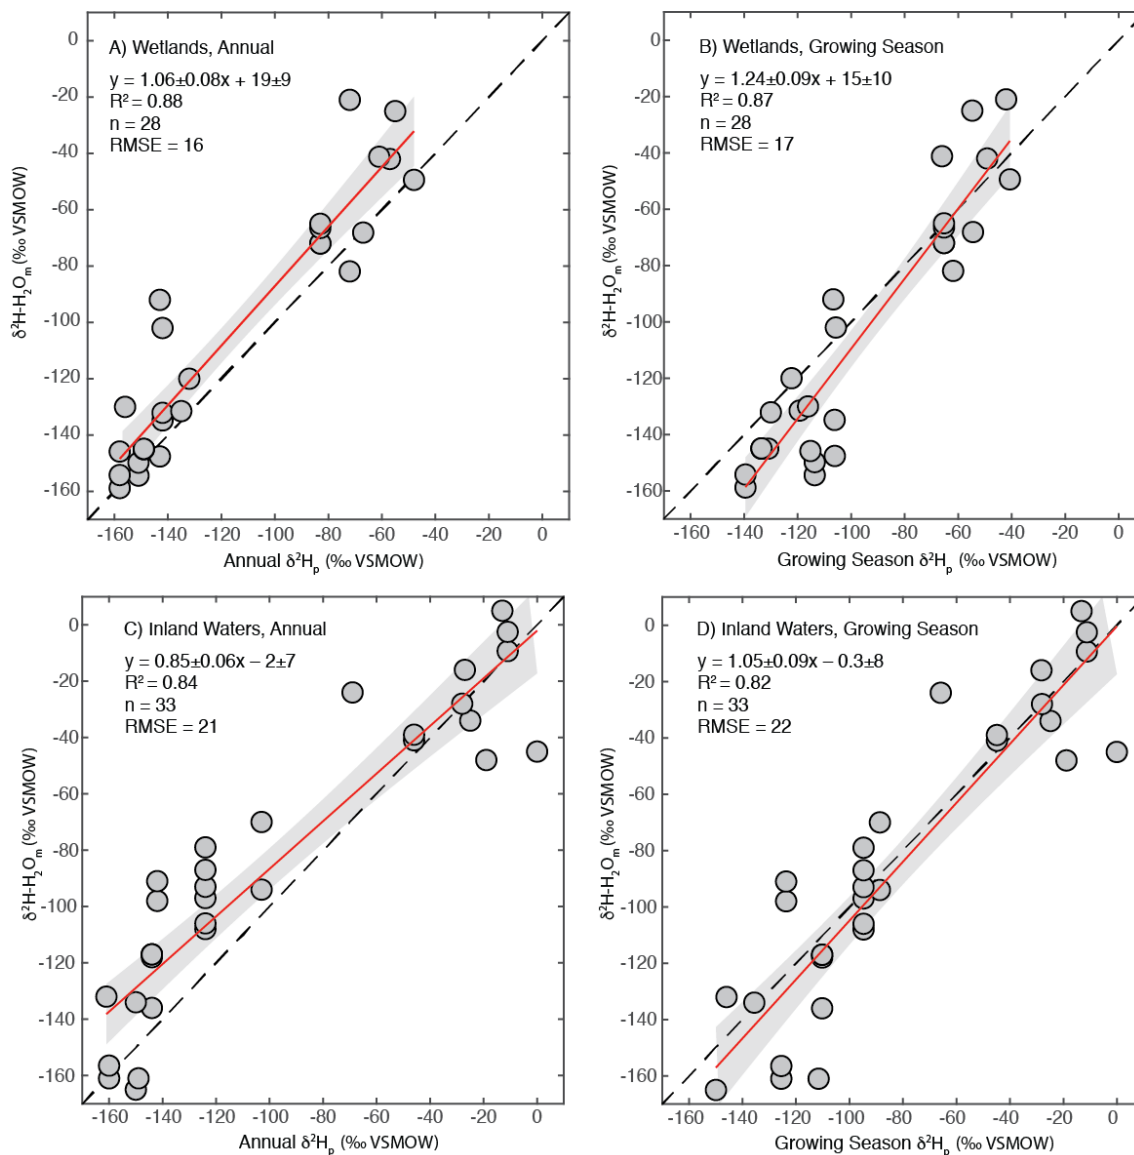 A) Wetlands, Annual
y = 1.06±0.08x + 19±9
R² = 0.88
n = 28
RMSE = 16
0
-20
-40
-60
-80
-100
-120
-140
-160
δ²H-H₂Oₘ (‰ VSMOW)
-160 -140 -120 -100 -80 -60 -40 -20 0
Annual δ²Hₚ (‰ VSMOW)
B) Wetlands, Growing Season
y = 1.24±0.09x + 15±10
R² = 0.87
n = 28
RMSE = 17
0
-20
-40
-60
-80
-100
-120
-140
-160
δ²H-H₂Oₘ (‰ VSMOW)
-160 -140 -120 -100 -80 -60 -40 -20 0
Growing Season δ²Hₚ (‰ VSMOW)
C) Inland Waters, Annual
y = 0.85±0.06x – 2±7
R² = 0.84
n = 33
RMSE = 21
0
-20
-40
-60
-80
-100
-120
-140
-160
δ²H-H₂Oₘ (‰ VSMOW)
-160 -140 -120 -100 -80 -60 -40 -20 0
Annual δ²Hₚ (‰ VSMOW)
D) Inland Waters, Growing Season
y = 1.05±0.09x – 0.3±8
R² = 0.82
n = 33
RMSE = 22
0
-20
-40
-60
-80
-100
-120
-140
-160
δ²H-H₂Oₘ (‰ VSMOW)
-160 -140 -120 -100 -80 -60 -40 -20 0
Growing Season δ²Hₚ (‰ VSMOW)